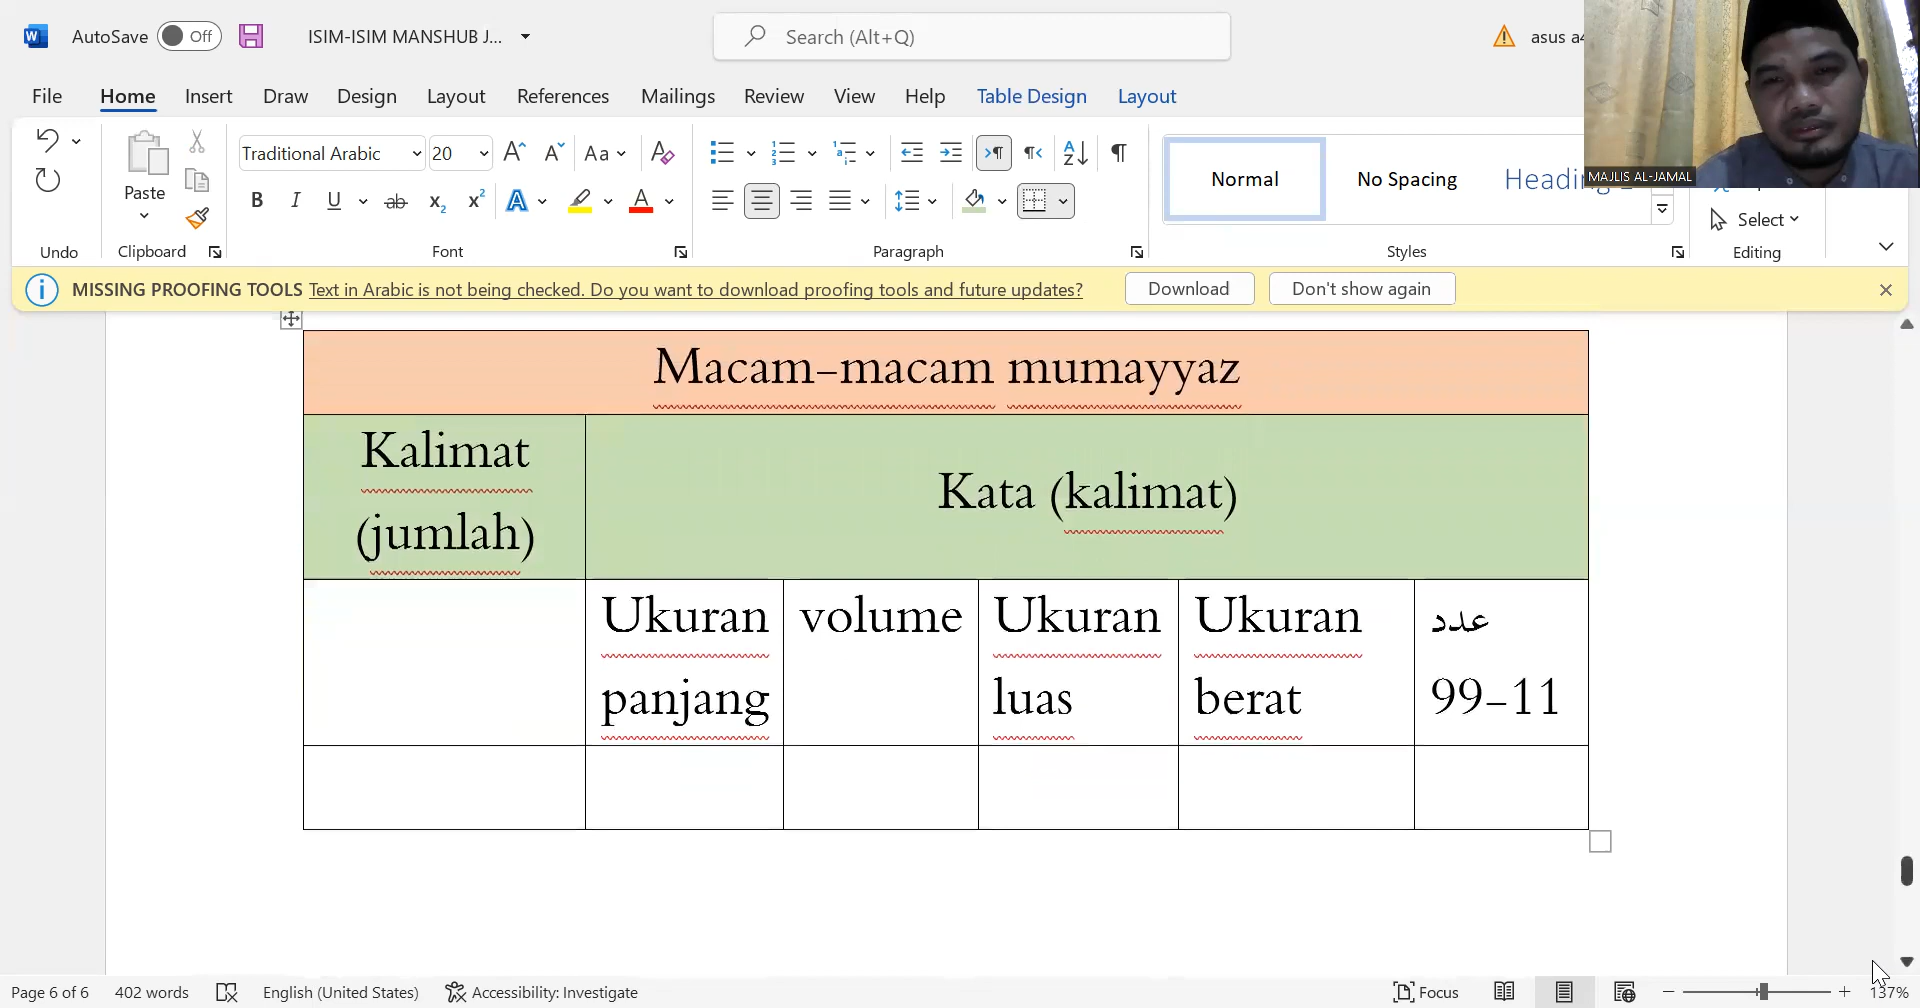 AutoSave Off ISIM-ISIM MANSHUB J... Search (Alt+Q) asus a4
File Home Insert Draw Design Layout References Mailings Review View Help Table Design Layout
MAJLIS AL-JAMAL
Paste
Traditional Arabic 20
Normal
No Spacing
Heading
Select
Undo Clipboard Font Paragraph Styles Editing
MISSING PROOFING TOOLS Text in Arabic is not being checked. Do you want to download proofing tools and future updates? Download Don't show again
Macam-macam mumayyaz
Kalimat
(jumlah)
Kata (kalimat)
Ukuran
panjang
volume
Ukuran
luas
Ukuran
berat
عدد
99-11
Page 6 of 6 402 words English (United States) Accessibility: Investigate Focus 137%